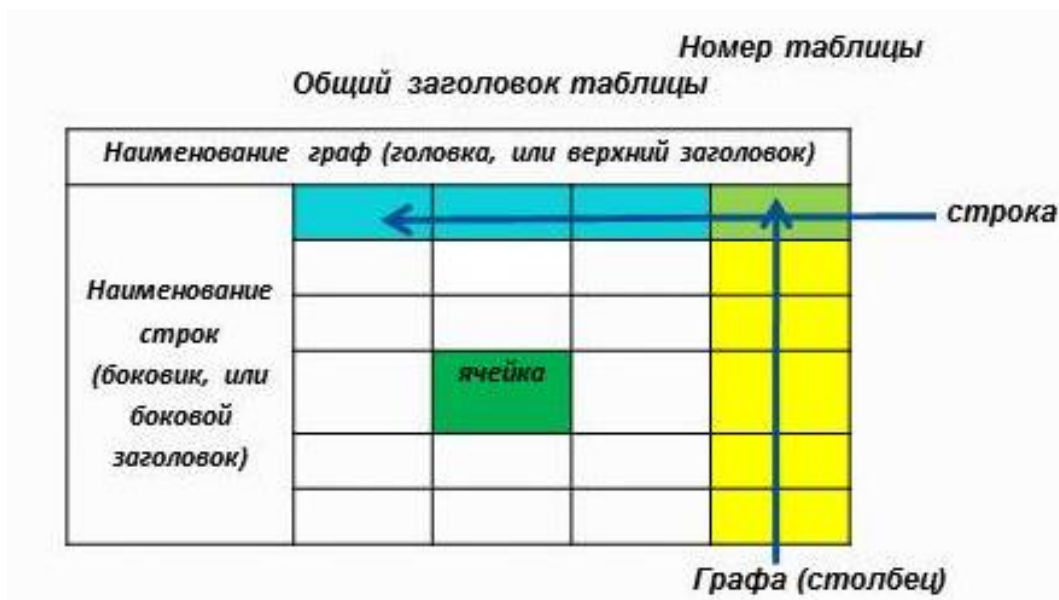 Номер таблицы
Общий заголовок таблицы
Наименование граф (головка, или верхний заголовок)
строка
Наименование
строк
(боковик, или
боковой
заголовок)
ячейка
Графа (столбец)